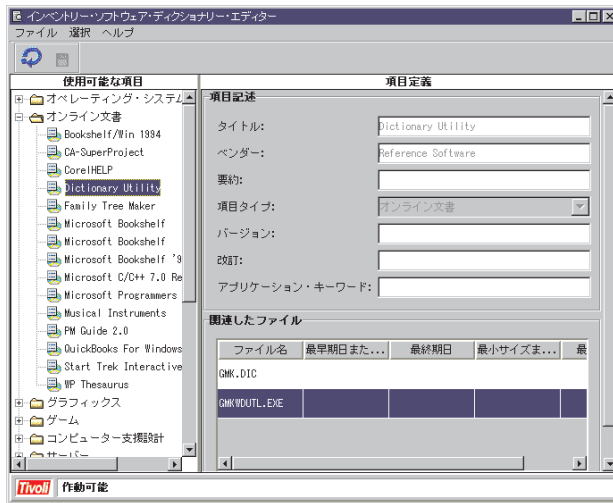 インベントリー・ソフトウェア・ディクショナリー・エディター
ファイル 選択 ヘルプ
使用可能な項目
オペレーティング・システム
オンライン文書
Bookshelf/Win 1994
CA-SuperProject
CorelHELP
Dictionary Utility
Family Tree Maker
Microsoft Bookshelf
Microsoft Bookshelf
Microsoft Bookshelf '9
Microsoft C/C++ 7.0 Re
Microsoft Programmers
Musical Instruments
PM Guide 2.0
QuickBooks For Windows
Start Trek Interactive
WP Thesaurus
グラフィックス
ゲーム
コンピューター支援設計
サーバー
項目定義
項目記述
タイトル: Dictionary Utility
ベンダー: Reference Software
要約:
項目タイプ: オンライン文書
バージョン:
改訂:
アプリケーション・キーワード:
関連したファイル
ファイル名 最早期日また... 最終期日 最小サイズま... 最
GMK.DIC
GMKWDUTL.EXE
Tivoli 作動可能